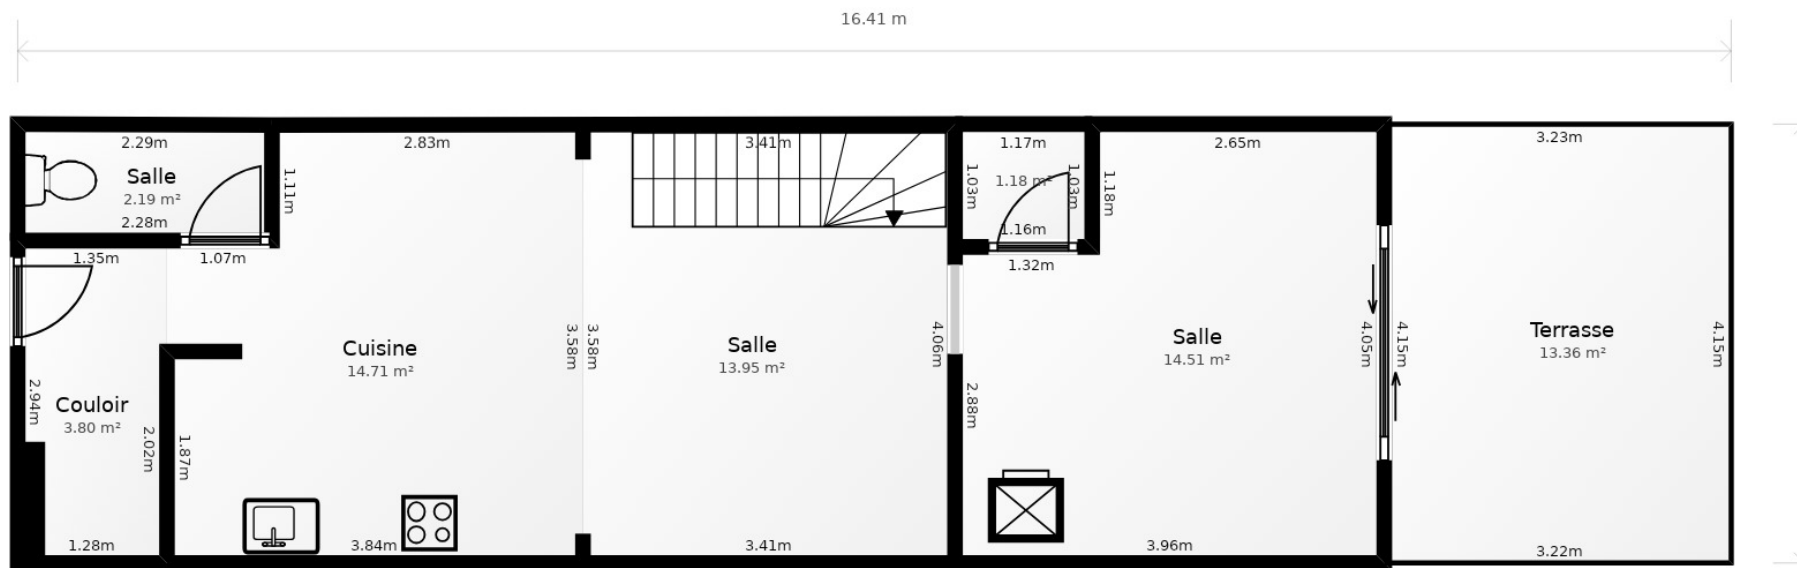 16.41 m
2.29m
2.83m
3.41m
1.17m
2.65m
3.23m
Salle
2.19 m²
1.11m
1.03m
1.18 m²
1.03m
1.18m
2.28m
1.16m
1.35m
1.07m
1.32m
Cuisine
14.71 m²
3.58m
3.58m
Salle
13.95 m²
4.06m
Salle
14.51 m²
4.05m
4.15m
Terrasse
13.36 m²
4.15m
2.94m
Couloir
3.80 m²
2.02m
1.87m
2.88m
1.28m
3.84m
3.41m
3.96m
3.22m